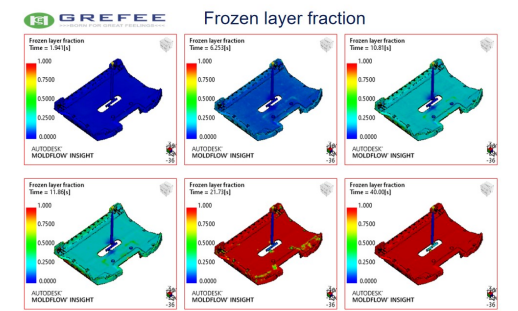 GREFEE
Frozen layer fraction
Frozen layer fraction
Time = 1.941[s]
1.000
0.7500
0.5000
0.2500
0.0000
AUTODESK
MOLDFLOW INSIGHT
-36
Frozen layer fraction
Time = 6.253[s]
1.000
0.7500
0.5000
0.2500
0.0000
AUTODESK
MOLDFLOW INSIGHT
-36
Frozen layer fraction
Time = 10.81[s]
1.000
0.7500
0.5000
0.2500
0.0000
AUTODESK
MOLDFLOW INSIGHT
-36
Frozen layer fraction
Time = 11.86[s]
1.000
0.7500
0.5000
0.2500
0.0000
AUTODESK
MOLDFLOW INSIGHT
-36
Frozen layer fraction
Time = 21.73[s]
1.000
0.7500
0.5000
0.2500
0.0000
AUTODESK
MOLDFLOW INSIGHT
-36
Frozen layer fraction
Time = 40.00[s]
1.000
0.7500
0.5000
0.2500
0.0000
AUTODESK
MOLDFLOW INSIGHT
-36